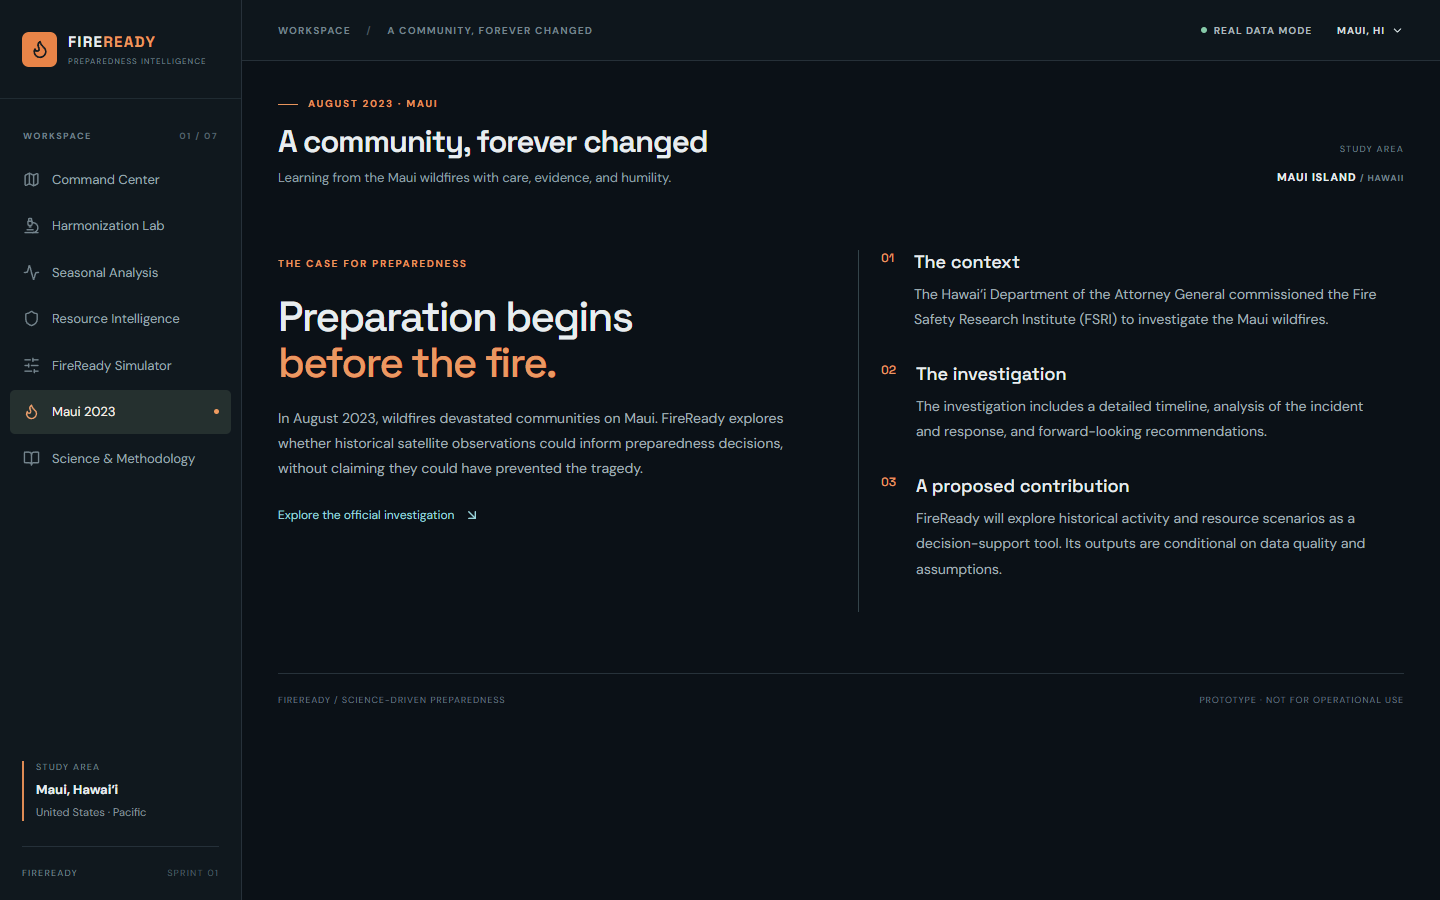 FIREREADY
PREPAREDNESS INTELLIGENCE
WORKSPACE 01 / 07
Command Center
Harmonization Lab
Seasonal Analysis
Resource Intelligence
FireReady Simulator
Maui 2023
Science & Methodology
STUDY AREA
Maui, Hawaiʻi
United States · Pacific
FIREREADY SPRINT 01
WORKSPACE / A COMMUNITY, FOREVER CHANGED
REAL DATA MODE MAUI, HI
AUGUST 2023 · MAUI
A community, forever changed
Learning from the Maui wildfires with care, evidence, and humility.
STUDY AREA
MAUI ISLAND / HAWAII
THE CASE FOR PREPAREDNESS
Preparation begins
before the fire.
In August 2023, wildfires devastated communities on Maui. FireReady explores
whether historical satellite observations could inform preparedness decisions,
without claiming they could have prevented the tragedy.
Explore the official investigation
01 The context
The Hawaiʻi Department of the Attorney General commissioned the Fire
Safety Research Institute (FSRI) to investigate the Maui wildfires.
02 The investigation
The investigation includes a detailed timeline, analysis of the incident
and response, and forward-looking recommendations.
03 A proposed contribution
FireReady will explore historical activity and resource scenarios as a
decision-support tool. Its outputs are conditional on data quality and
assumptions.
FIREREADY / SCIENCE-DRIVEN PREPAREDNESS
PROTOTYPE · NOT FOR OPERATIONAL USE